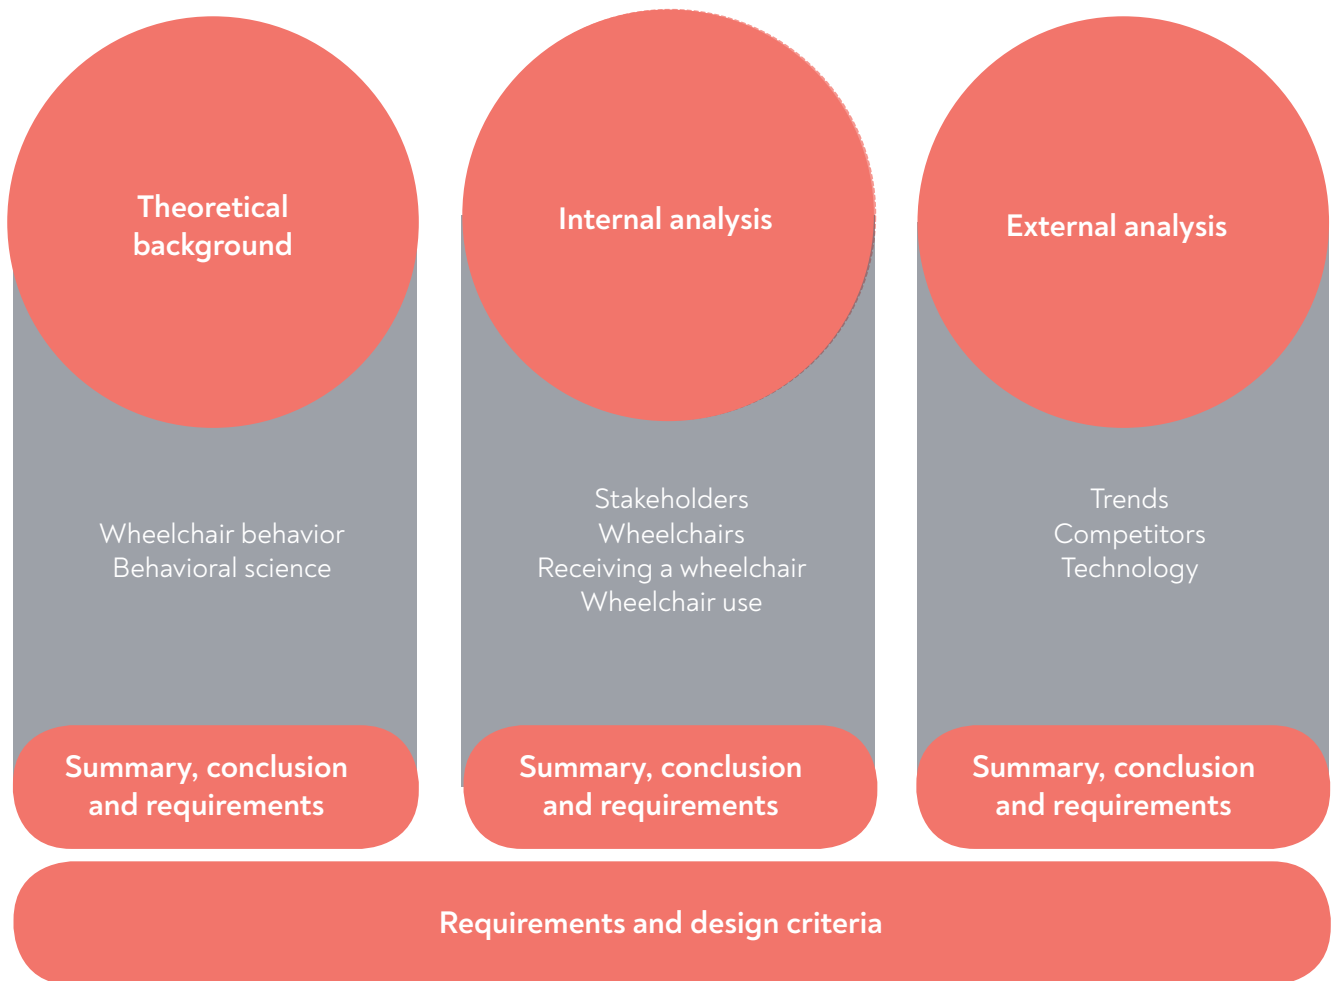 Theoretical
background
Wheelchair behavior
Behavioral science
Summary, conclusion
and requirements
Internal analysis
Stakeholders
Wheelchairs
Receiving a wheelchair
Wheelchair use
Summary, conclusion
and requirements
External analysis
Trends
Competitors
Technology
Summary, conclusion
and requirements
Requirements and design criteria